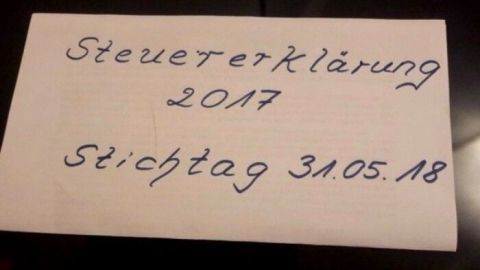 Steuererklärung
2017
Stichtag 31.05.18